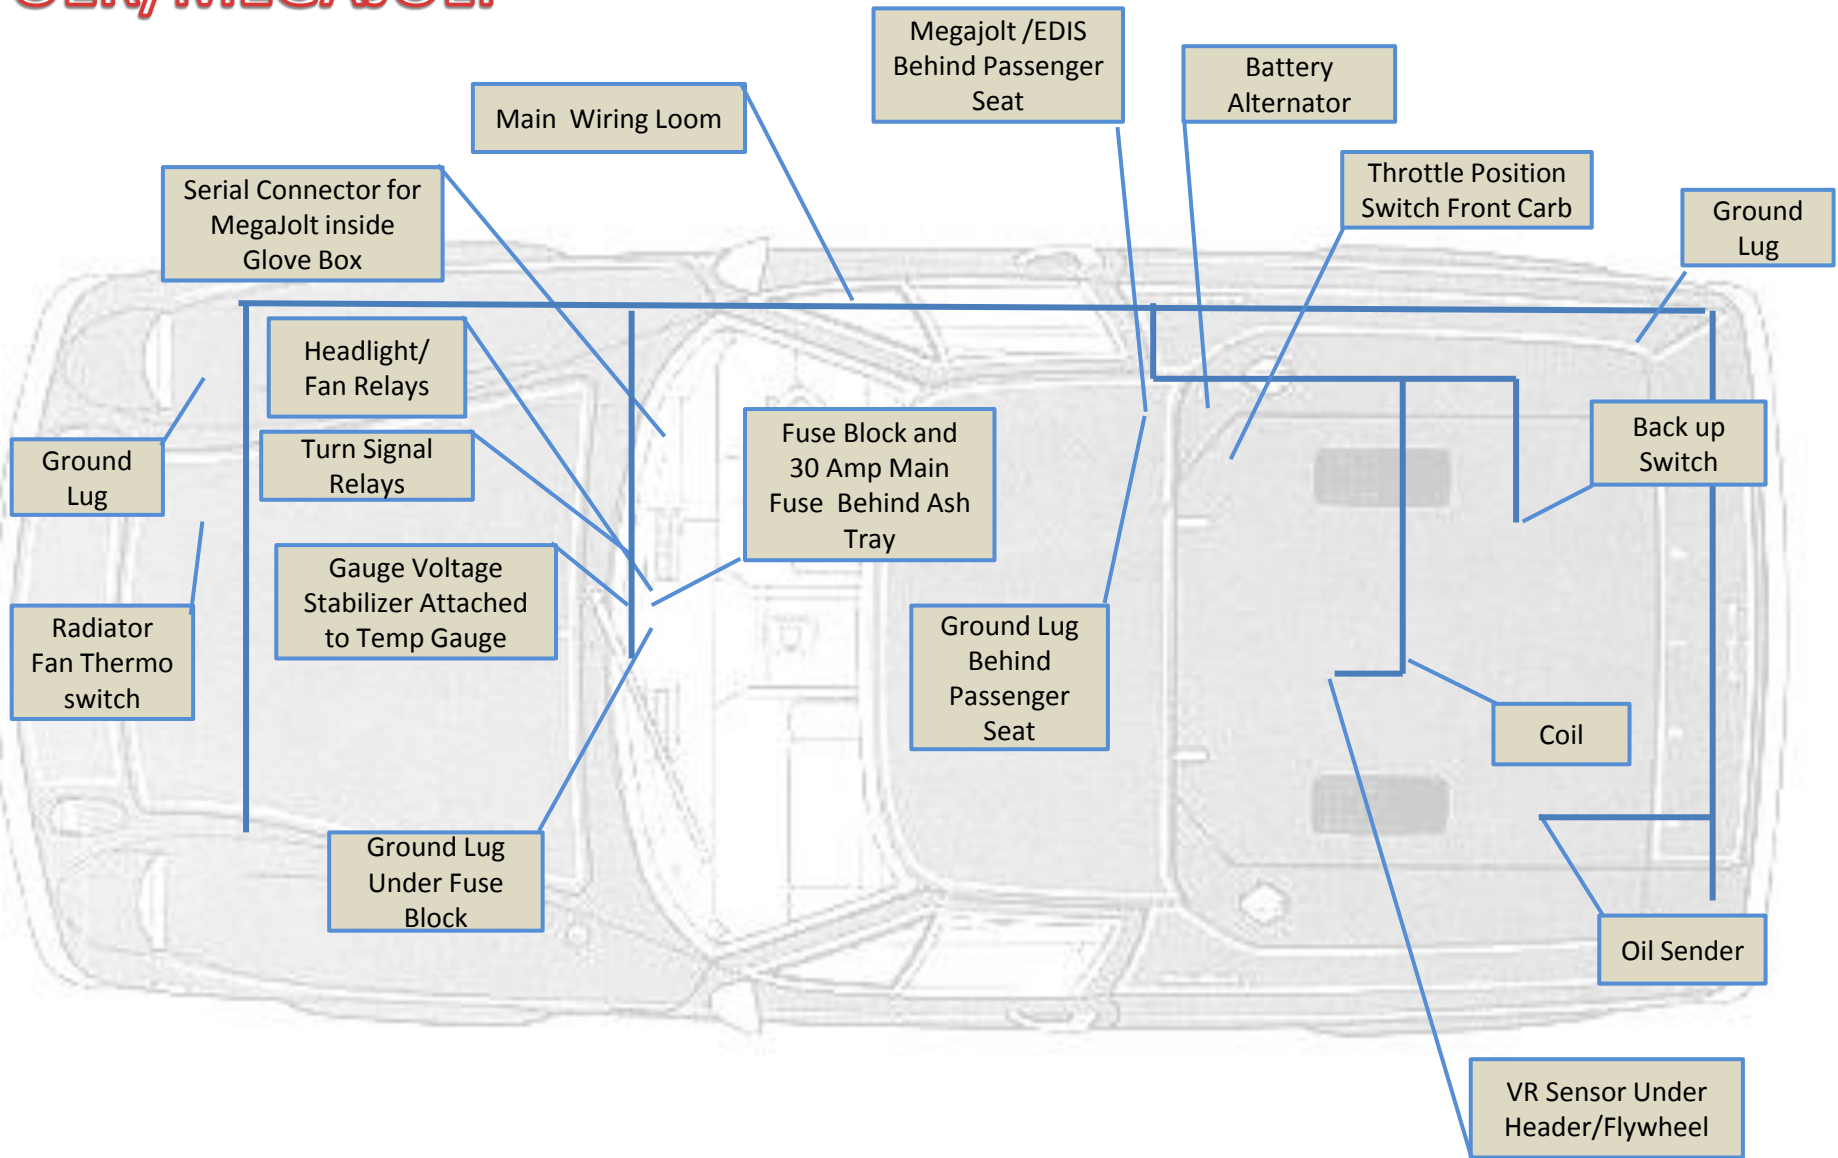 Megajolt /EDIS
Behind Passenger
Seat
Battery
Alternator
Main  Wiring Loom
Throttle Position
Switch Front Carb
Serial Connector for
MegaJolt inside
Glove Box
Ground
Lug
Headlight/
Fan Relays
Fuse Block and
30 Amp Main
Fuse  Behind Ash
Tray
Back up
Switch
Turn Signal
Relays
Ground
Lug
Gauge Voltage
Stabilizer Attached
to Temp Gauge
Radiator
Fan Thermo
switch
Ground Lug
Behind
Passenger
Seat
Coil
Ground Lug
Under Fuse
Block
Oil Sender
VR Sensor Under
Header/Flywheel